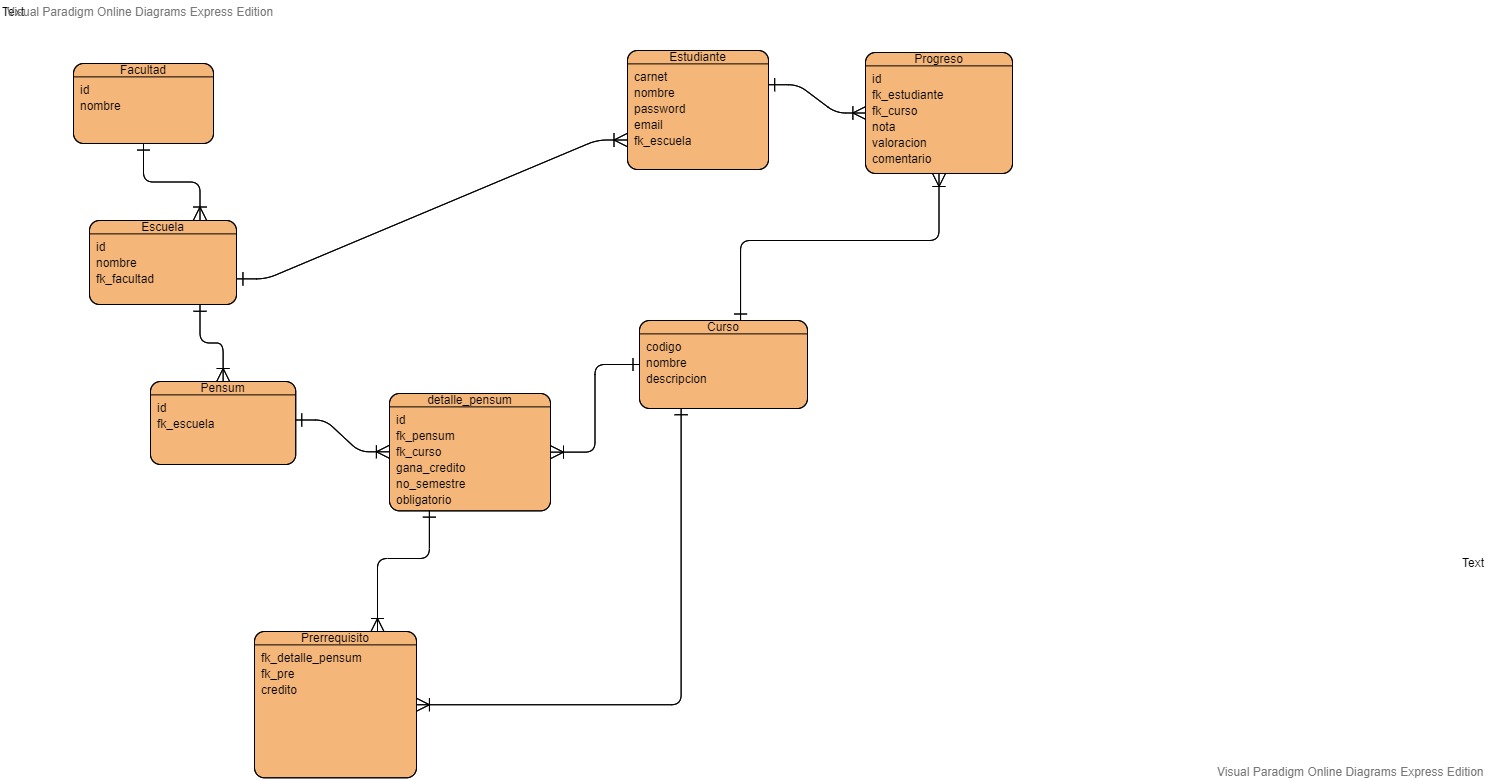 Text
Visual Paradigm Online Diagrams Express Edition
Facultad
id
nombre
Estudiante
carnet
nombre
password
email
fk_escuela
Progreso
id
fk_estudiante
fk_curso
nota
valoracion
comentario
Escuela
id
nombre
fk_facultad
Curso
codigo
nombre
descripcion
Pensum
id
fk_escuela
detalle_pensum
id
fk_pensum
fk_curso
gana_credito
no_semestre
obligatorio
Text
Prerrequisito
fk_detalle_pensum
fk_pre
credito
Visual Paradigm Online Diagrams Express Edition